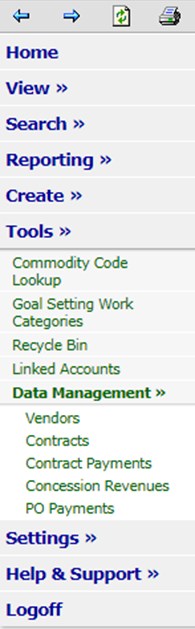 Home
View »
Search »
Reporting »
Create »
Tools »
Commodity Code
Lookup
Goal Setting Work
Categories
Recycle Bin
Linked Accounts
Data Management »
Vendors
Contracts
Contract Payments
Concession Revenues
PO Payments
Settings »
Help & Support »
Logoff